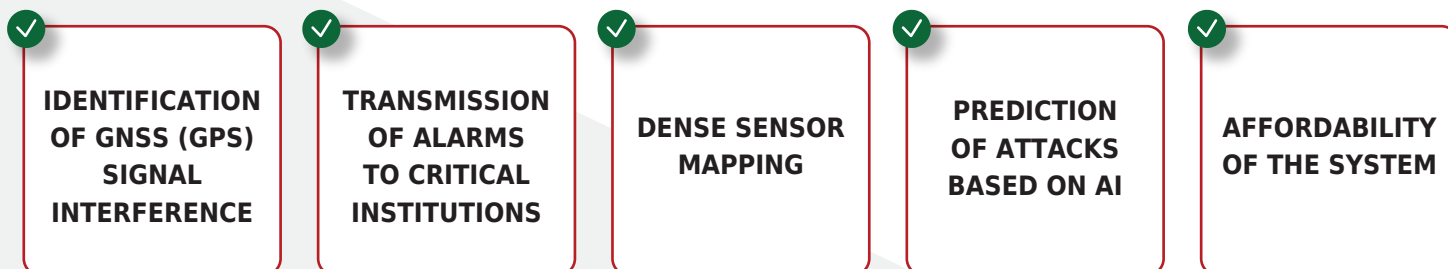 IDENTIFICATION
OF GNSS (GPS)
SIGNAL
INTERFERENCE
TRANSMISSION
OF ALARMS
TO CRITICAL
INSTITUTIONS
DENSE SENSOR
MAPPING
PREDICTION
OF ATTACKS
BASED ON AI
AFFORDABILITY
OF THE SYSTEM